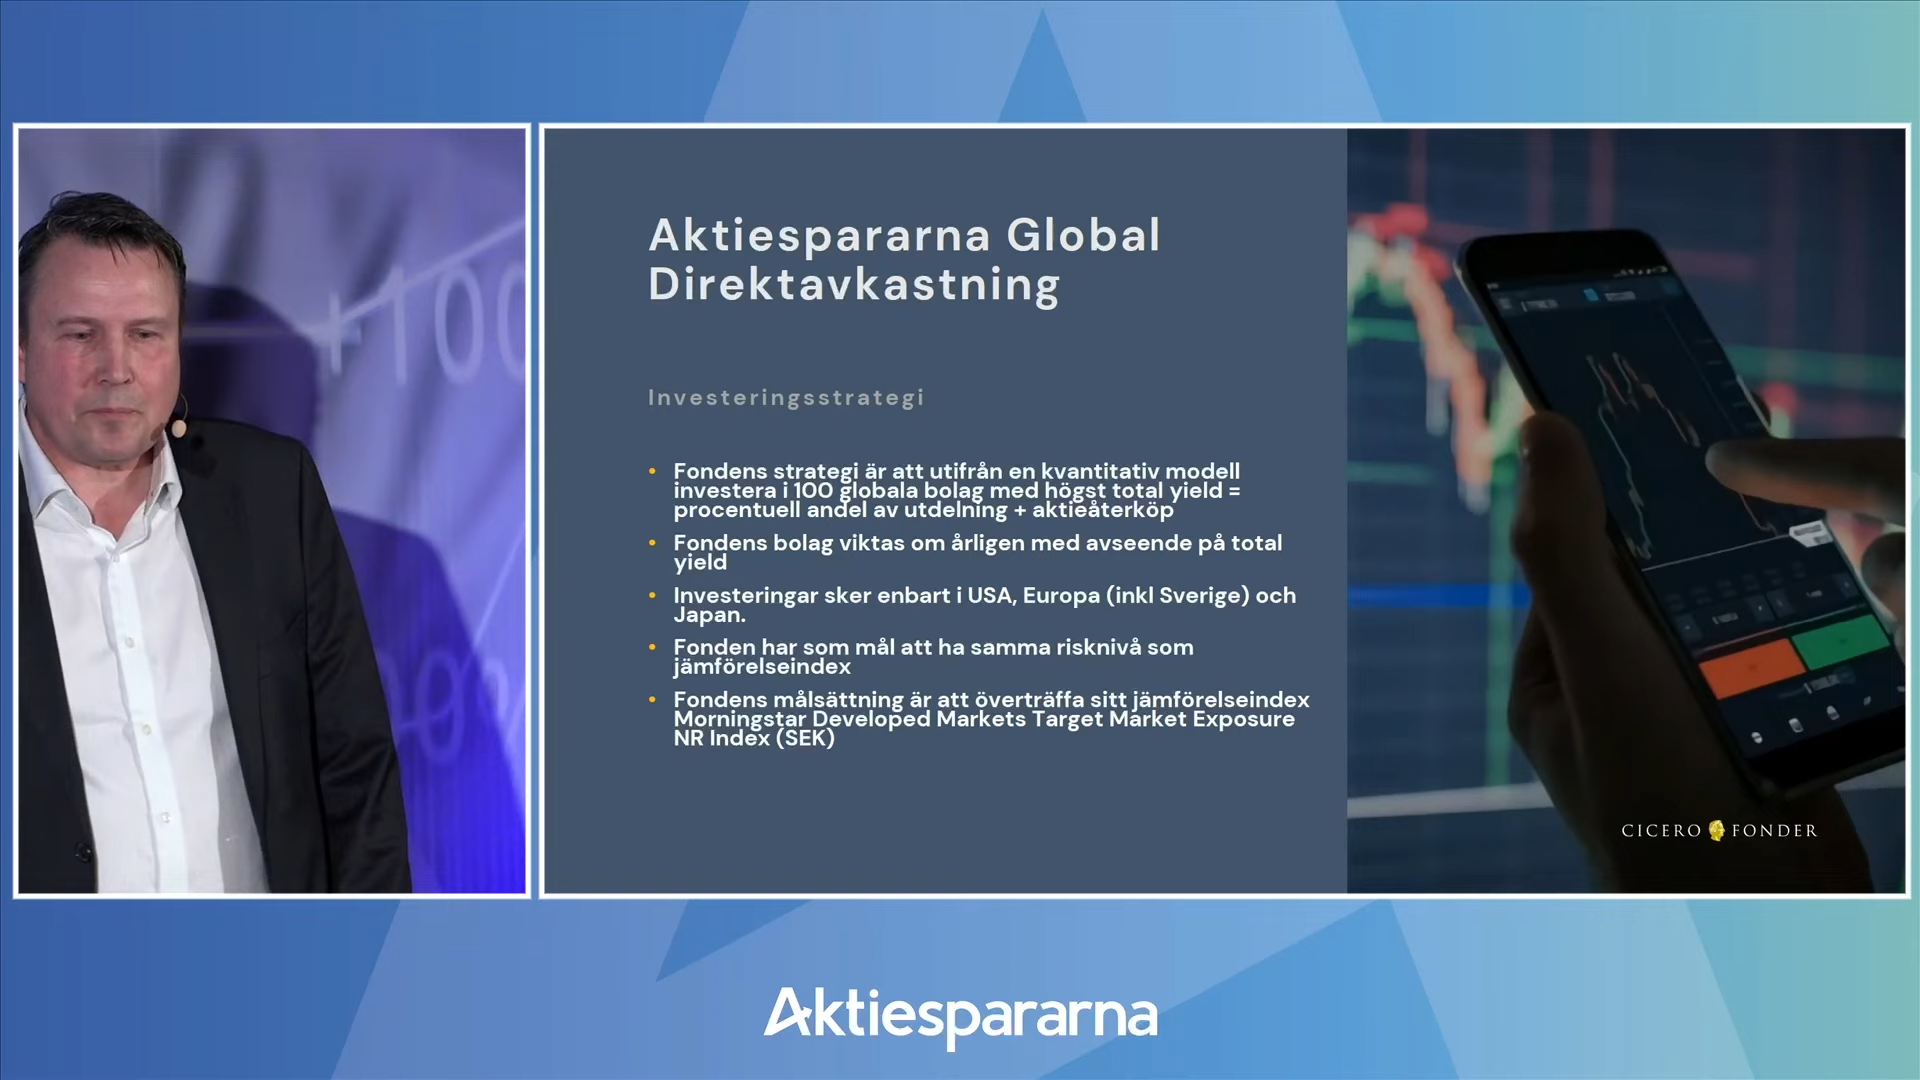 +100
Aktiespararna Global
Direktavkastning
Investeringsstrategi
• Fondens strategi är att utifrån en kvantitativ modell
investera i 100 globala bolag med högst total yield =
procentuell andel av utdelning + aktieåterköp
• Fondens bolag viktas om årligen med avseende på total
yield
• Investeringar sker enbart i USA, Europa (inkl Sverige) och
Japan.
• Fonden har som mål att ha samma risknivå som
jämförelseindex
• Fondens målsättning är att överträffa sitt jämförelseindex
Morningstar Developed Markets Target Market Exposure
NR Index (SEK)
CICERO FONDER
Aktiespararna